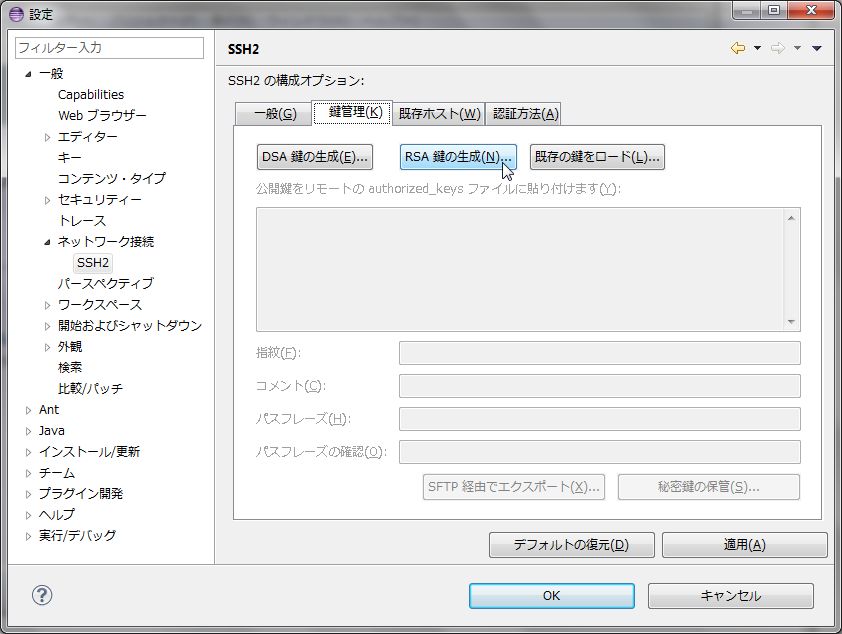 設定
フィルター入力
一般
Capabilities
Web ブラウザー
エディター
キー
コンテンツ・タイプ
セキュリティー
トレース
ネットワーク接続
SSH2
パースペクティブ
ワークスペース
開始およびシャットダウン
外観
検索
比較/パッチ
Ant
Java
インストール/更新
チーム
プラグイン開発
ヘルプ
実行/デバッグ
SSH2
SSH2 の構成オプション:
一般(G) 鍵管理(K) 既存ホスト(W) 認証方法(A)
DSA 鍵の生成(E)... RSA 鍵の生成(N)... 既存の鍵をロード(L)...
公開鍵をリモートの authorized_keys ファイルに貼り付けます(Y):
指紋(F):
コメント(C):
パスフレーズ(H):
パスフレーズの確認(O):
SFTP 経由でエクスポート(X)... 秘密鍵の保管(S)...
デフォルトの復元(D) 適用(A)
? OK キャンセル